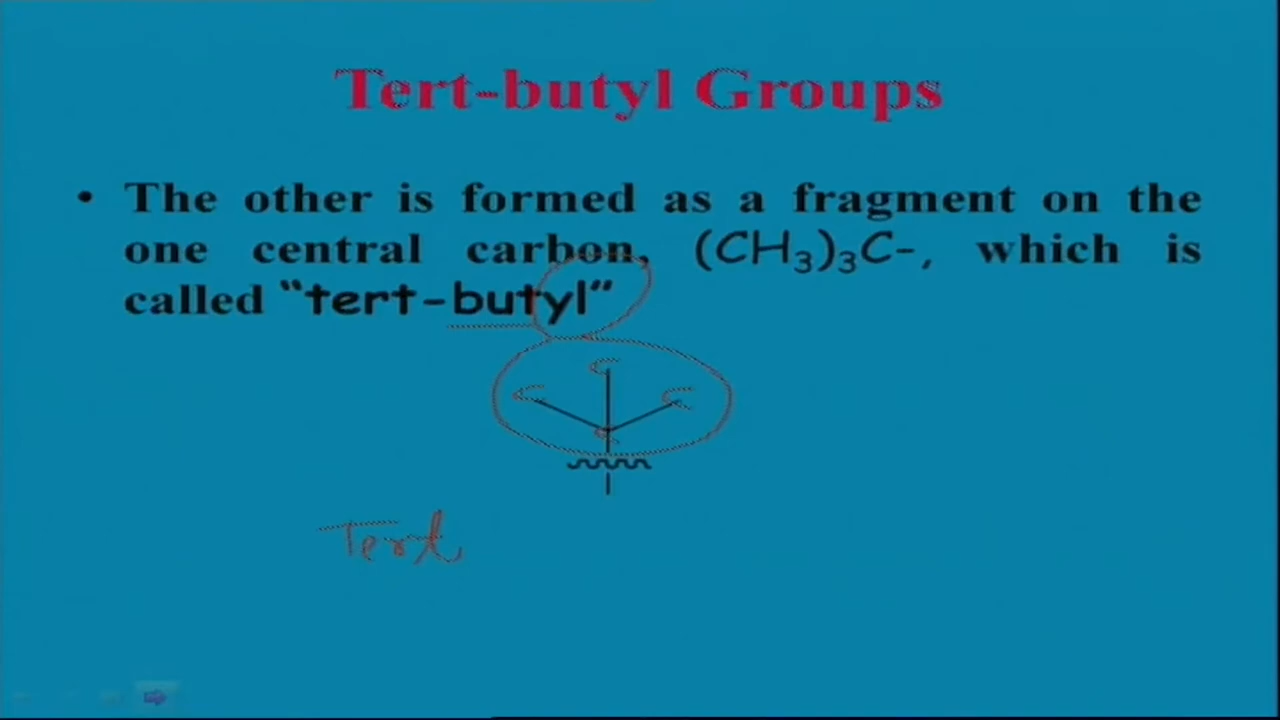 Tert-butyl Groups
• The other is formed as a fragment on the
one central carbon, (CH₃)₃C-, which is
called “tert-butyl”
C
C C
C
Tert